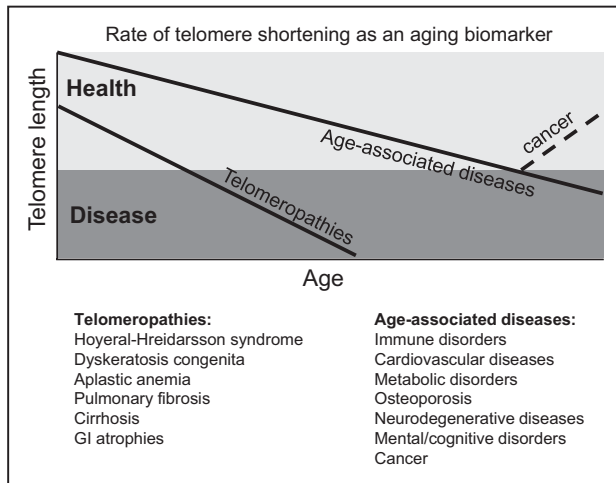 Rate of telomere shortening as an aging biomarker
Telomere length
Health
cancer
Age-associated diseases
Telomeropathies
Disease
Age
Telomeropathies:
Hoyeral-Hreidarsson syndrome
Dyskeratosis congenita
Aplastic anemia
Pulmonary fibrosis
Cirrhosis
GI atrophies
Age-associated diseases:
Immune disorders
Cardiovascular diseases
Metabolic disorders
Osteoporosis
Neurodegenerative diseases
Mental/cognitive disorders
Cancer